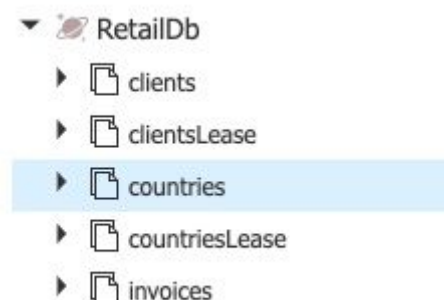 RetailDb
clients
clientsLease
countries
countriesLease
invoices